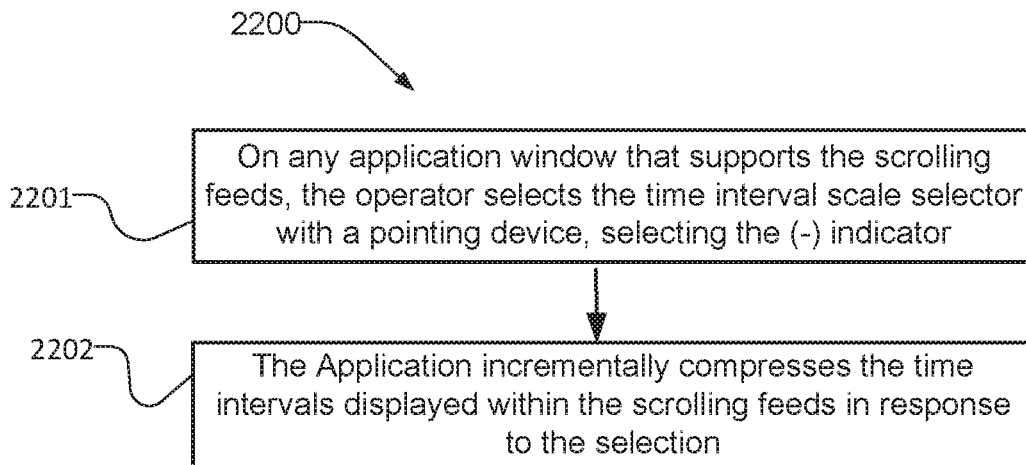 2200
On any application window that supports the scrolling
feeds, the operator selects the time interval scale selector
with a pointing device, selecting the (-) indicator
2201
The Application incrementally compresses the time
intervals displayed within the scrolling feeds in response
to the selection
2202